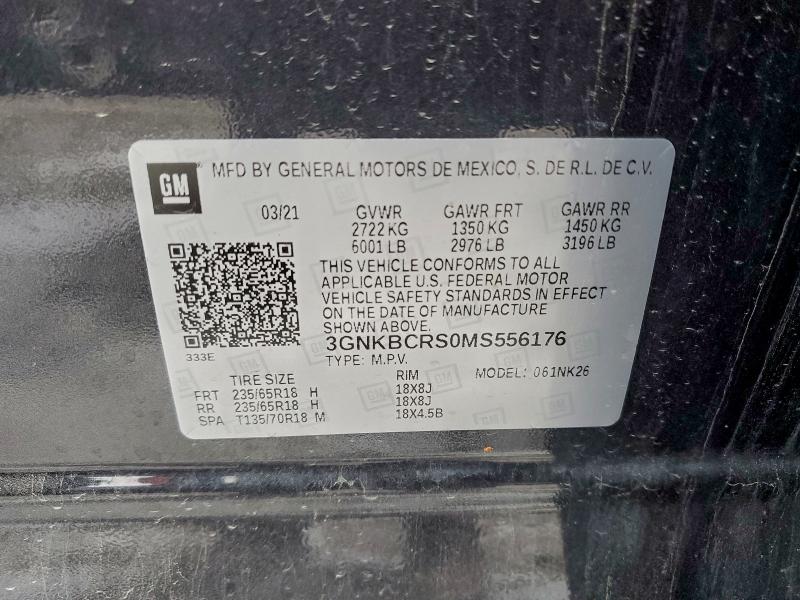 GM
MFD BY GENERAL MOTORS DE MEXICO, S. DE R.L. DE C.V.
03/21 GVWR GAWR FRT GAWR RR
2722 KG 1350 KG 1450 KG
6001 LB 2976 LB 3196 LB
THIS VEHICLE CONFORMS TO ALL
APPLICABLE U.S. FEDERAL MOTOR
VEHICLE SAFETY STANDARDS IN EFFECT
ON THE DATE OF MANUFACTURE
SHOWN ABOVE.
333E
3GNKBCRS0MS556176
TYPE: M.P.V.
MODEL: 061NK26
TIRE SIZE RIM
FRT 235/65R18 H 18X8J
RR 235/65R18 H 18X8J
SPA T135/70R18 M 18X4.5B